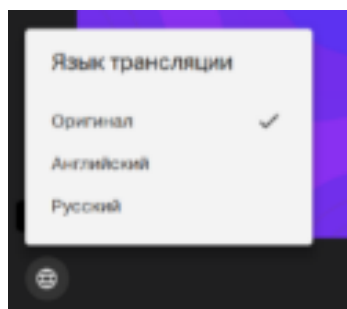 Язык трансляции
Оригинал
Английский
Русский